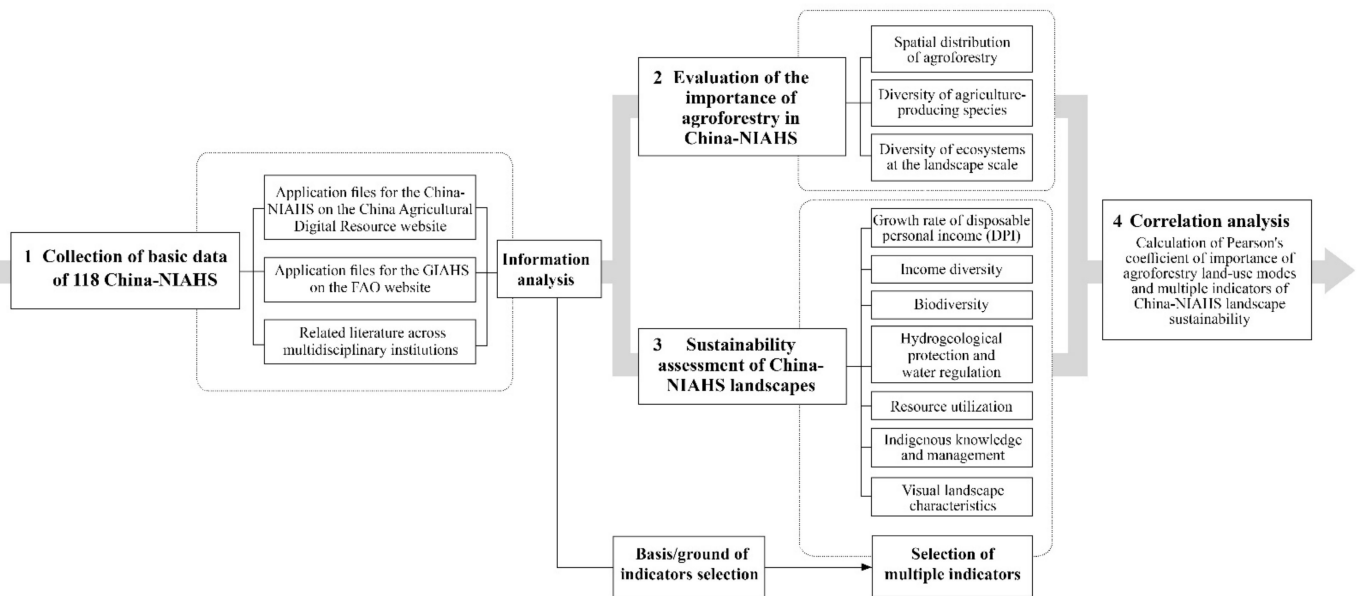 1 Collection of basic data
of 118 China-NIAHS
Application files for the China-
NIAHS on the China Agricultural
Digital Resource website
Application files for the GIAHS
on the FAO website
Related literature across
multidisciplinary institutions
Information
analysis
2 Evaluation of the
importance of
agroforestry in
China-NIAHS
Spatial distribution
of agroforestry
Diversity of agriculture-
producing species
Diversity of ecosystems
at the landscape scale
3 Sustainability
assessment of China-
NIAHS landscapes
Growth rate of disposable
personal income (DPI)
Income diversity
Biodiversity
Hydrogeological
protection and
water regulation
Resource utilization
Indigenous knowledge
and management
Visual landscape
characteristics
Basis/ground of
indicators selection
Selection of
multiple indicators
4 Correlation analysis
Calculation of Pearson's
coefficient of importance of
agroforestry land-use modes
and multiple indicators of
China-NIAHS landscape
sustainability